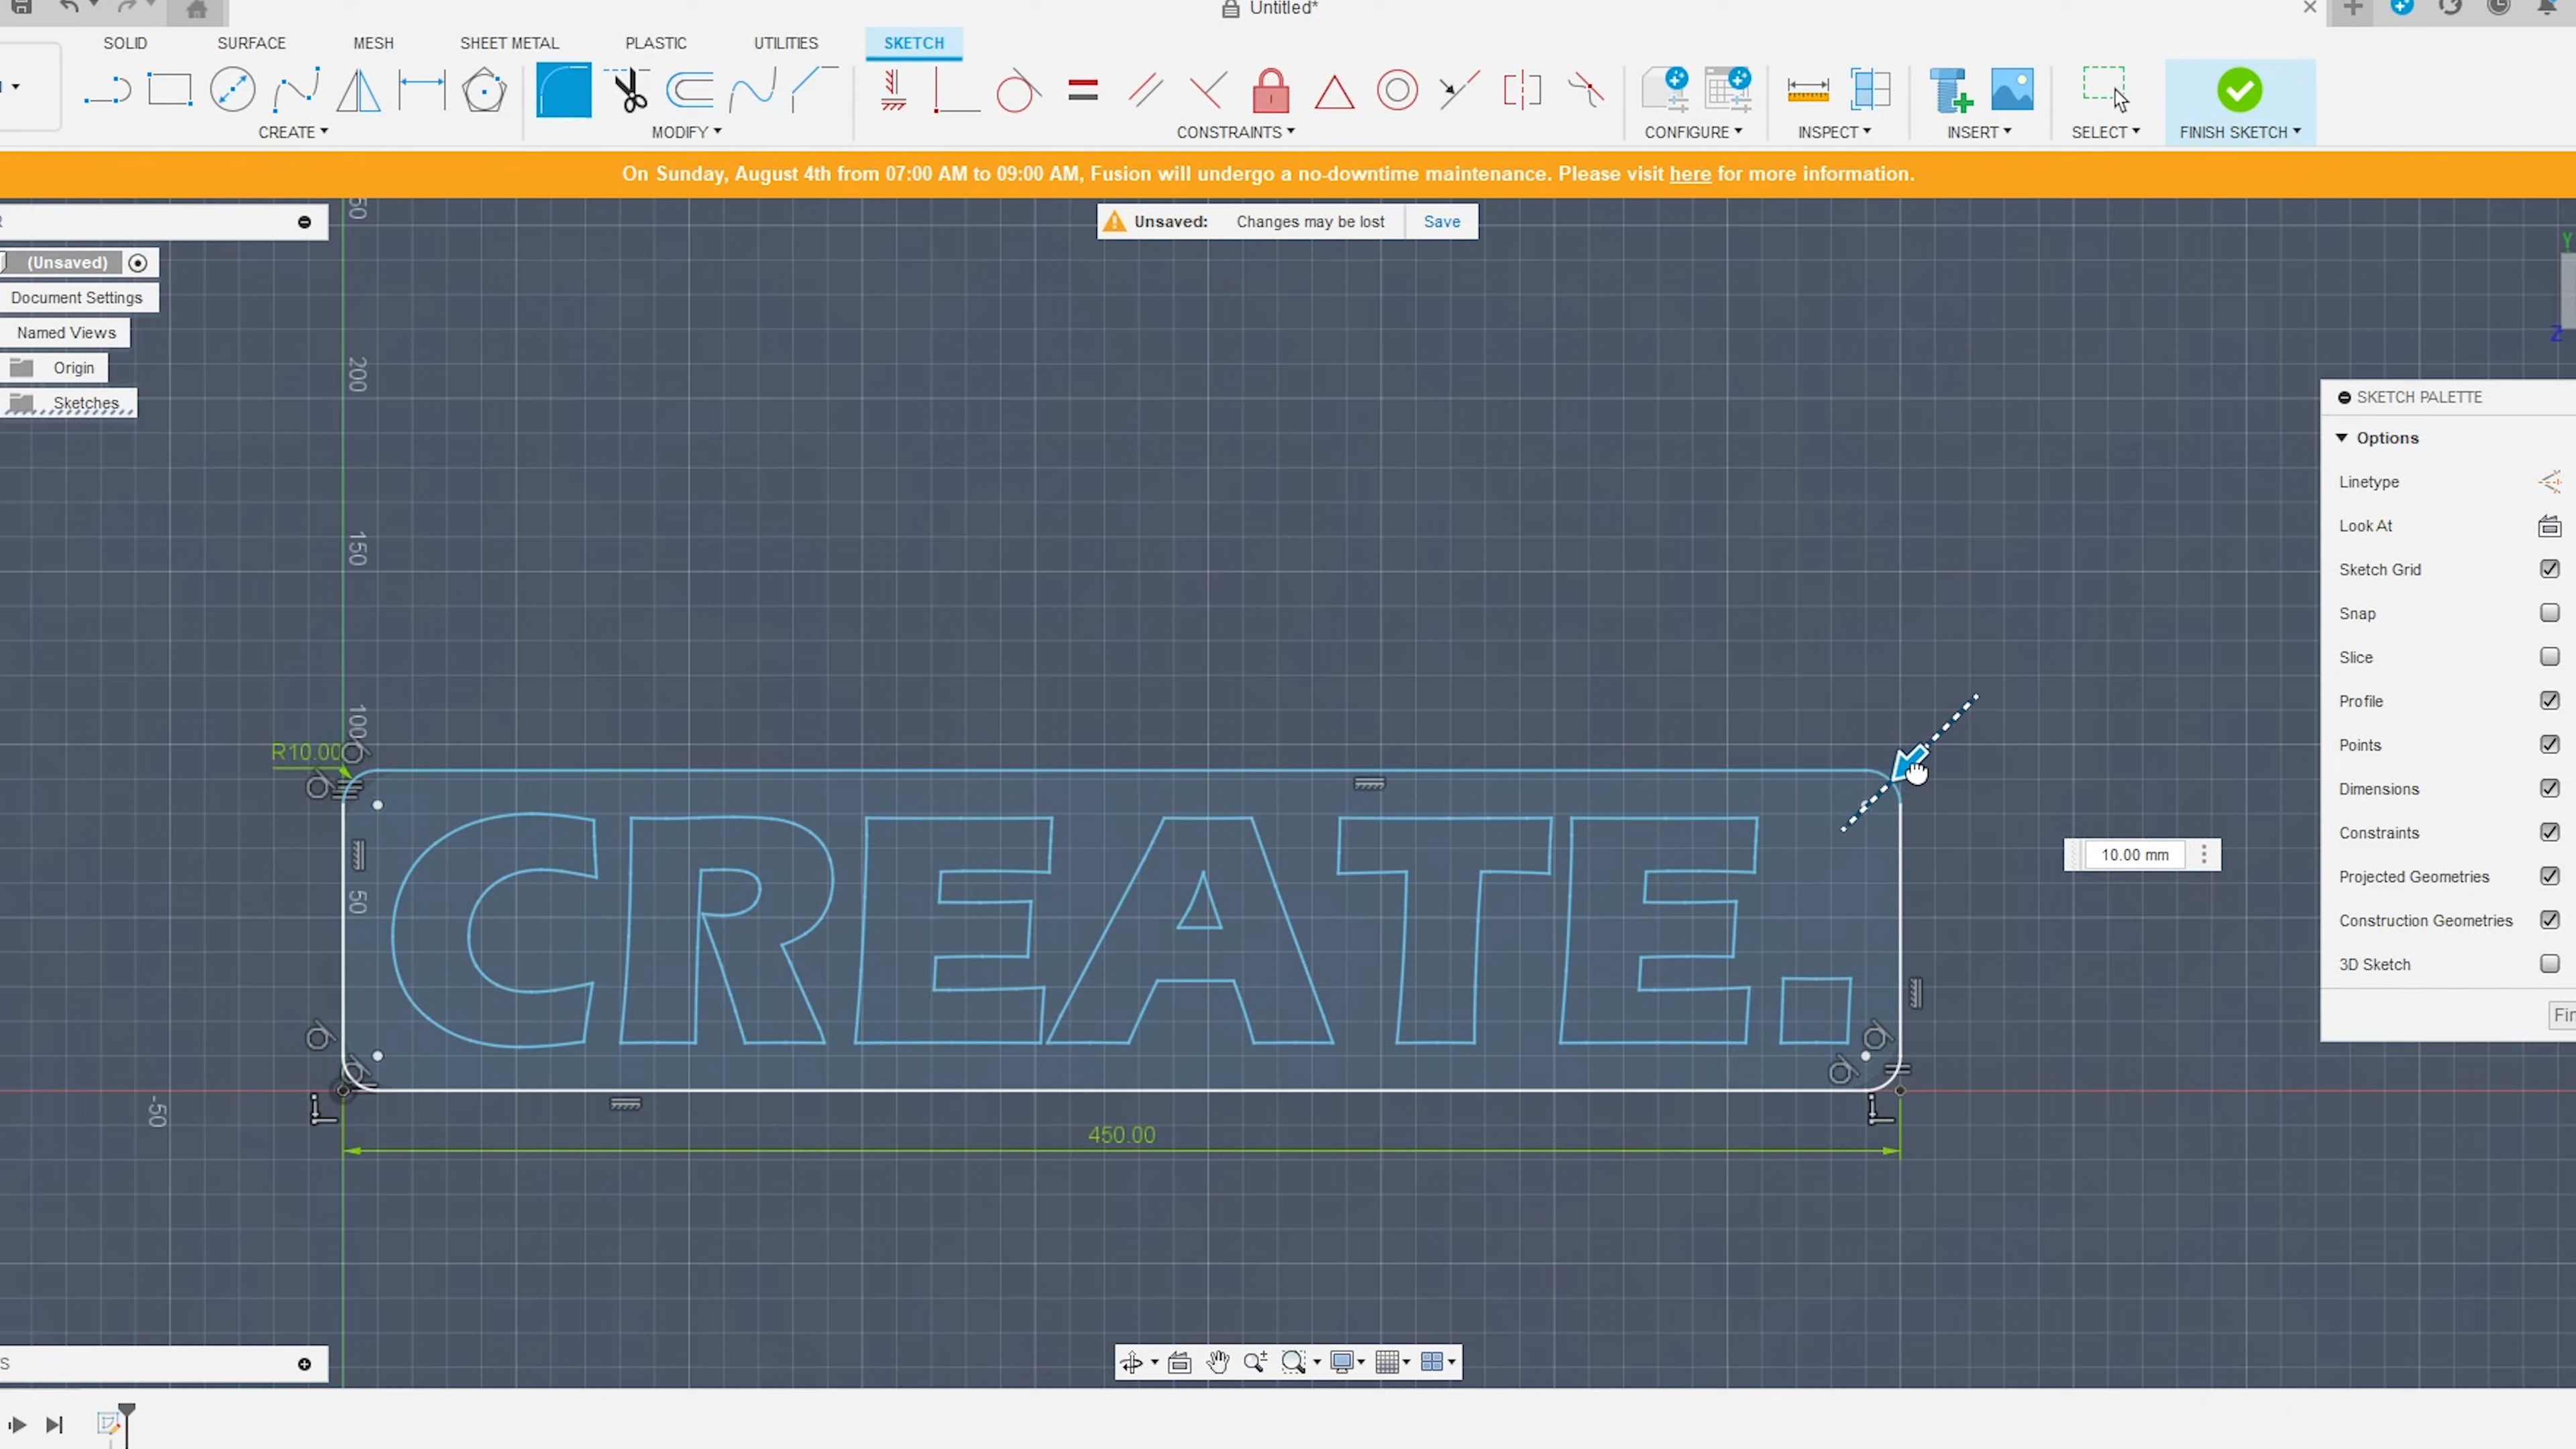 Untitled*
SOLID SURFACE MESH SHEET METAL PLASTIC UTILITIES SKETCH
CREATE MODIFY CONSTRAINTS CONFIGURE INSPECT INSERT SELECT FINISH SKETCH
On Sunday, August 4th from 07:00 AM to 09:00 AM, Fusion will undergo a no-downtime maintenance. Please visit here for more information.
Unsaved: Changes may be lost Save
(Unsaved)
Document Settings
Named Views
Origin
Sketches
Y
Z
SKETCH PALETTE
Options
Linetype
Look At
Sketch Grid
Snap
Slice
Profile
Points
Dimensions
Constraints
Projected Geometries
Construction Geometries
3D Sketch
Fin
50
200
150
100
50
-50
R10.00
10.00 mm
CREATE.
450.00
S